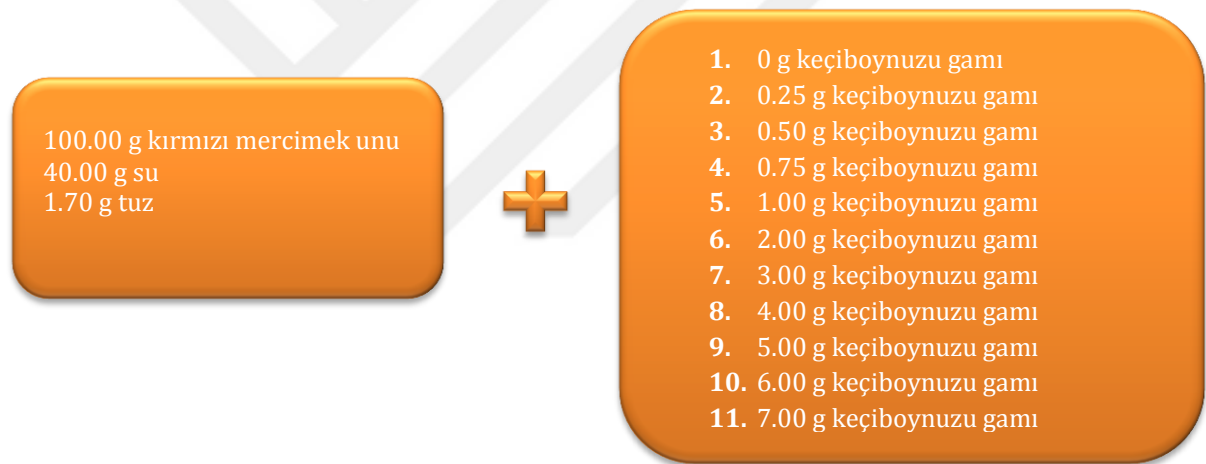 100.00 g kırmızı mercimek unu
40.00 g su
1.70 g tuz
1. 0 g keçiboynuzu gamı
2. 0.25 g keçiboynuzu gamı
3. 0.50 g keçiboynuzu gamı
4. 0.75 g keçiboynuzu gamı
5. 1.00 g keçiboynuzu gamı
6. 2.00 g keçiboynuzu gamı
7. 3.00 g keçiboynuzu gamı
8. 4.00 g keçiboynuzu gamı
9. 5.00 g keçiboynuzu gamı
10. 6.00 g keçiboynuzu gamı
11. 7.00 g keçiboynuzu gamı